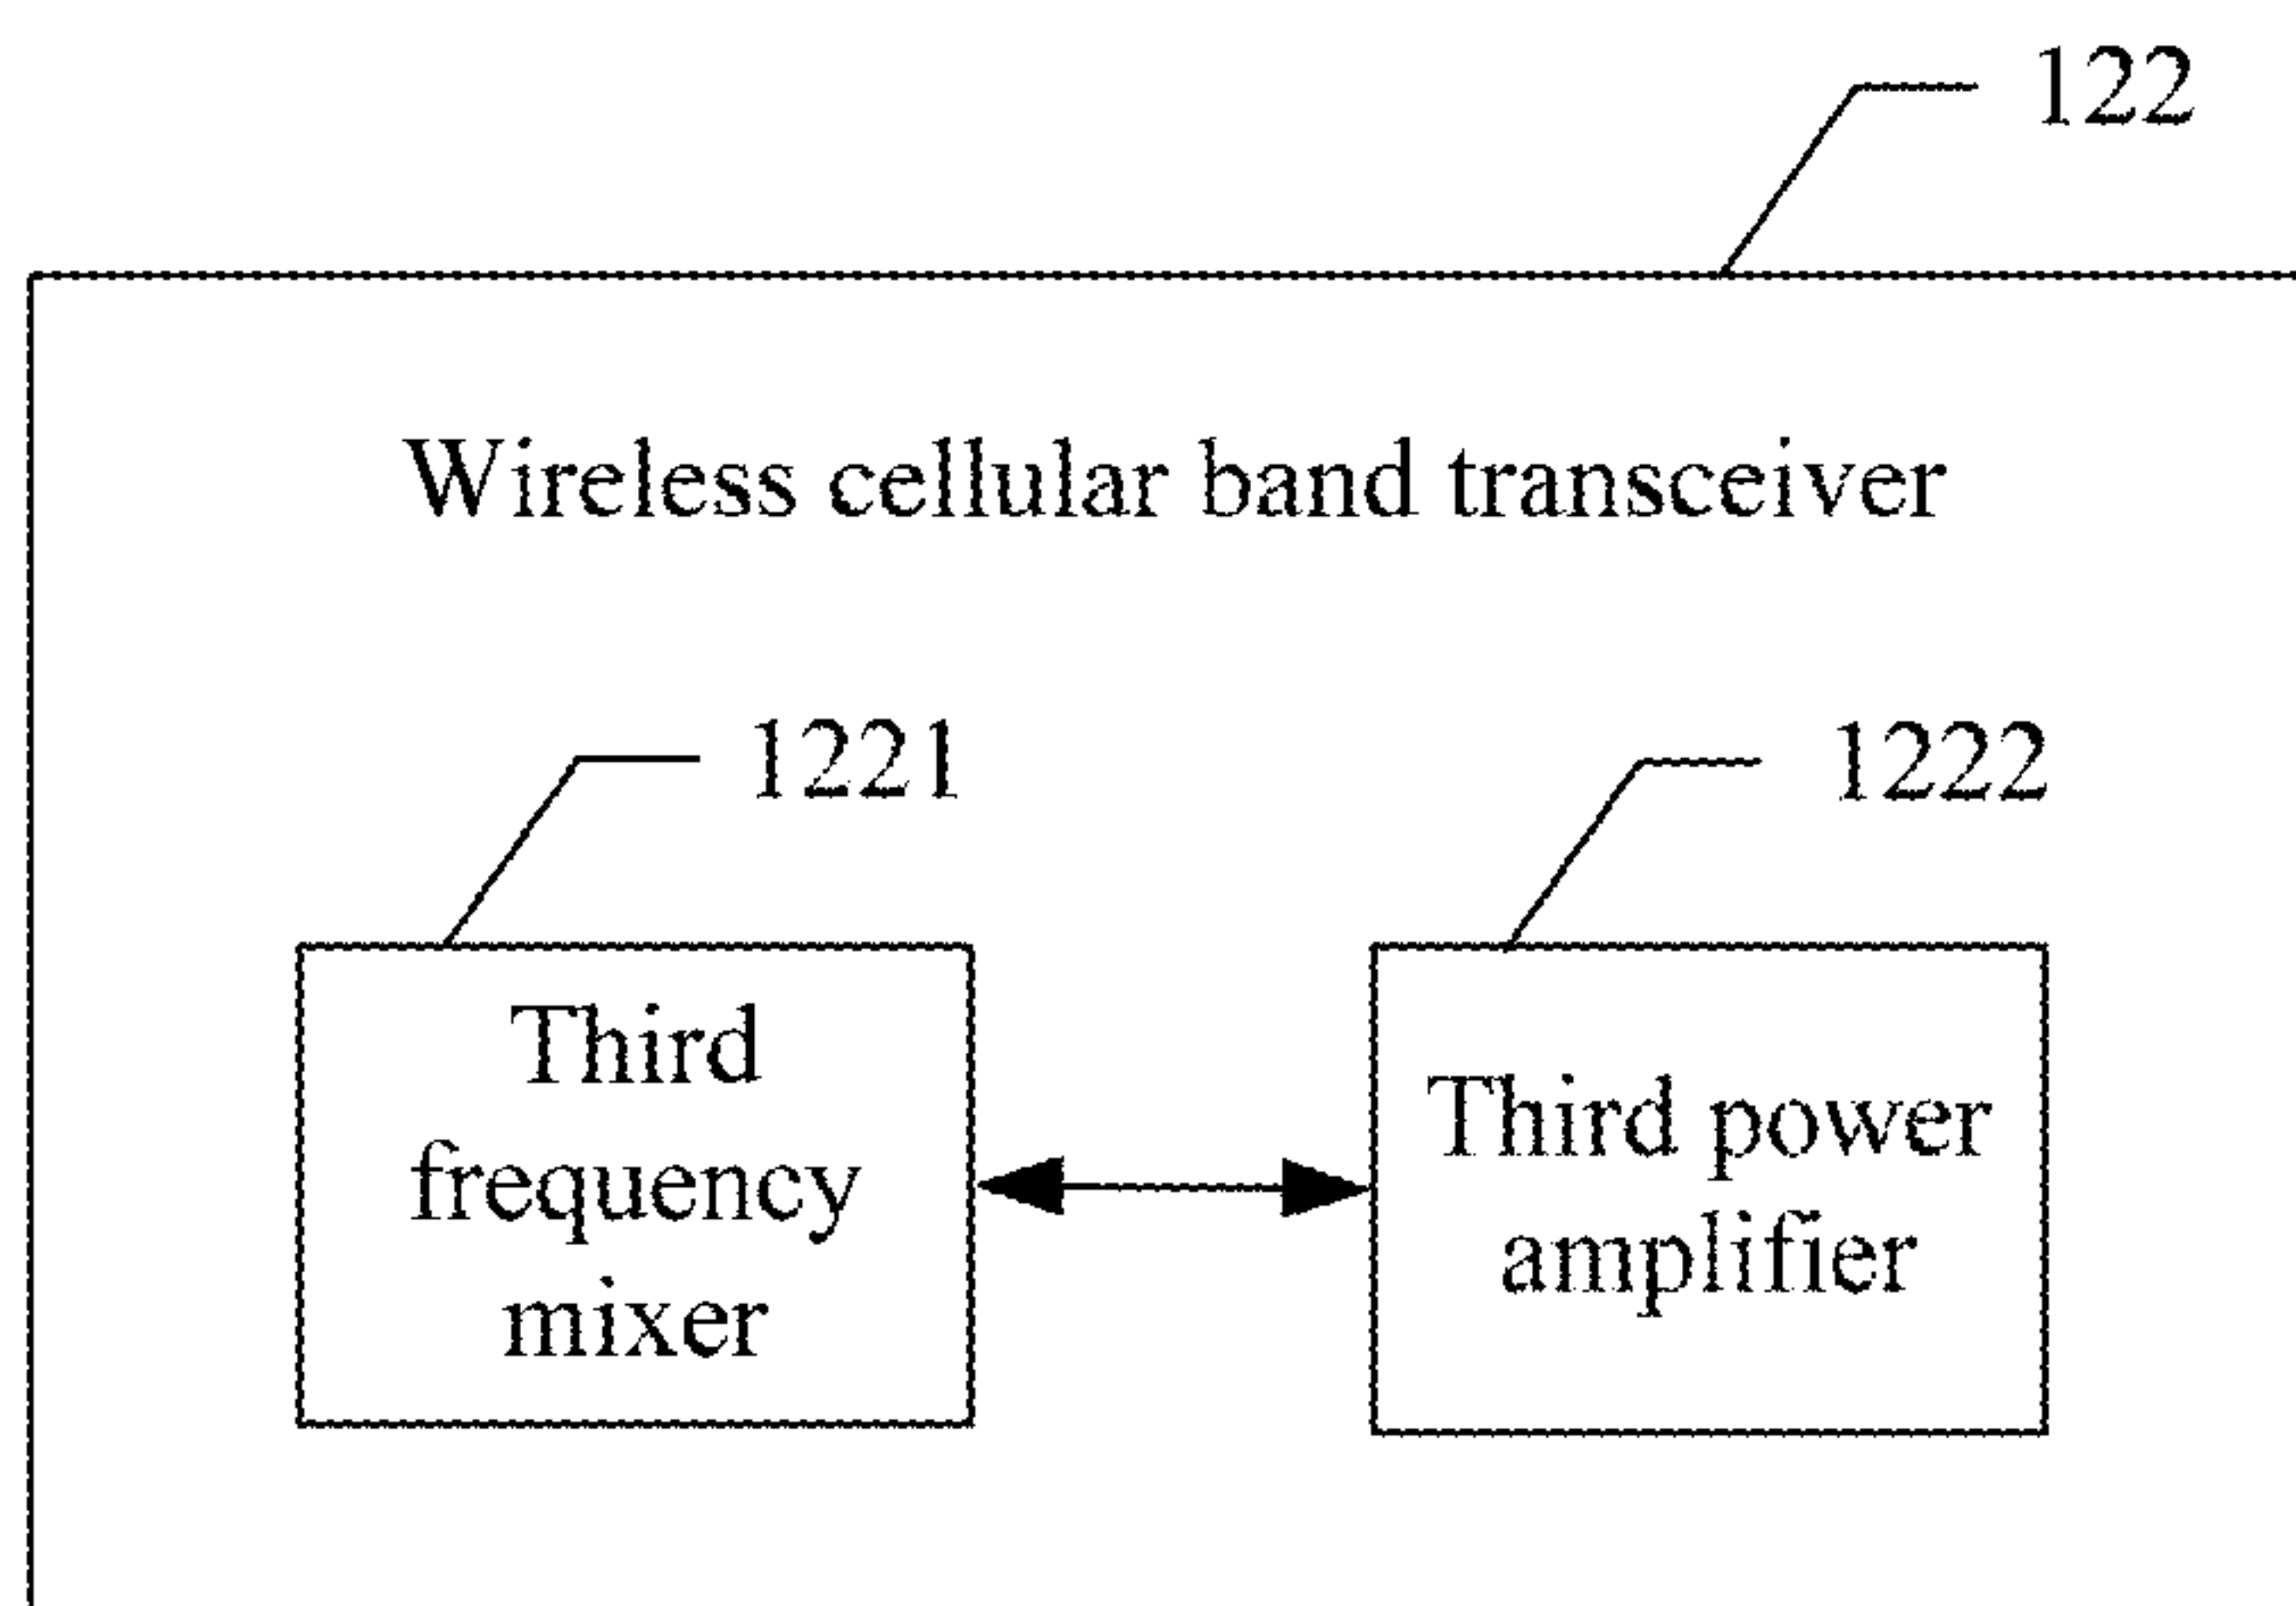 122
Wireless cellular band transceiver
1221
1222
Third
frequency
mixer
Third power
amplifier